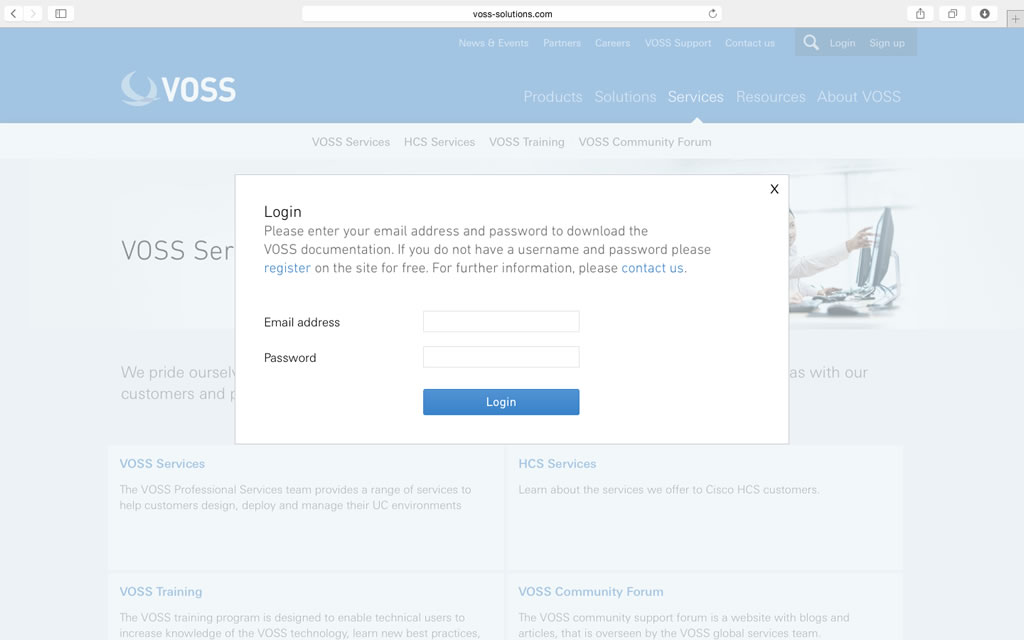 voss-solutions.com
News & Events Partners Careers VOSS Support Contact us Login Sign up
VOSS
Products Solutions Services Resources About VOSS
VOSS Services HCS Services VOSS Training VOSS Community Forum
X
Login
Please enter your email address and password to download the
VOSS documentation. If you do not have a username and password please
register on the site for free. For further information, please contact us.
VOSS Ser
Email address
Password
Login
We pride oursel as with our
customers and p
VOSS Services
The VOSS Professional Services team provides a range of services to
help customers design, deploy and manage their UC environments
HCS Services
Learn about the services we offer to Cisco HCS customers.
VOSS Training
The VOSS training program is designed to enable technical users to
increase knowledge of the VOSS technology, learn new best practices,
VOSS Community Forum
The VOSS community support forum is a website with blogs and
articles, that is overseen by the VOSS global services team.